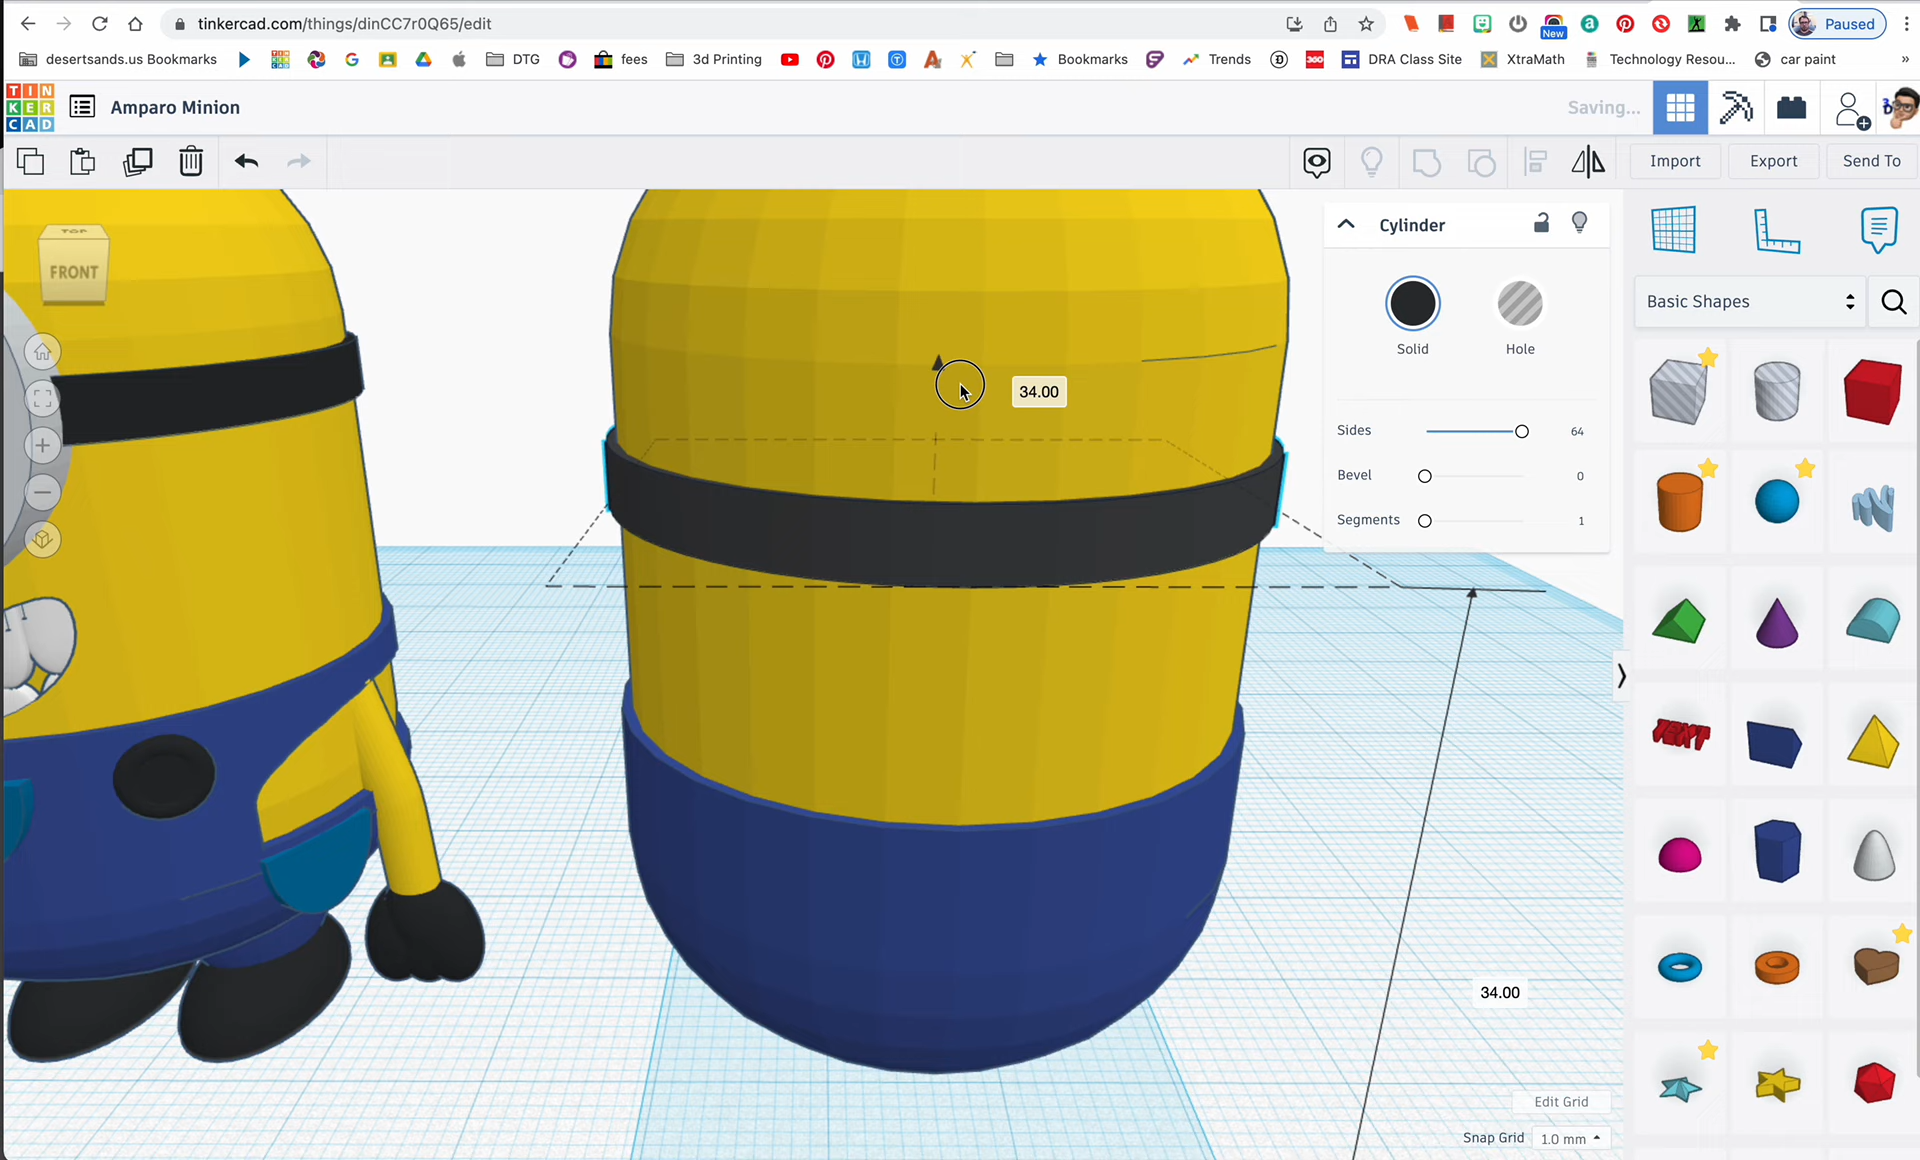 tinkercad.com/things/dinCC7r0Q65/edit
New
Paused
desertsands.us Bookmarks
DTG
fees
3d Printing
Bookmarks
Trends
DRA Class Site
XtraMath
Technology Resou...
car paint
»
TIN
KER
CAD
Amparo Minion
Saving...
Import
Export
Send To
TOP
FRONT
Cylinder
Solid
Hole
Sides
64
Bevel
0
Segments
1
Basic Shapes
34.00
TEXT
34.00
Edit Grid
Snap Grid
1.0 mm